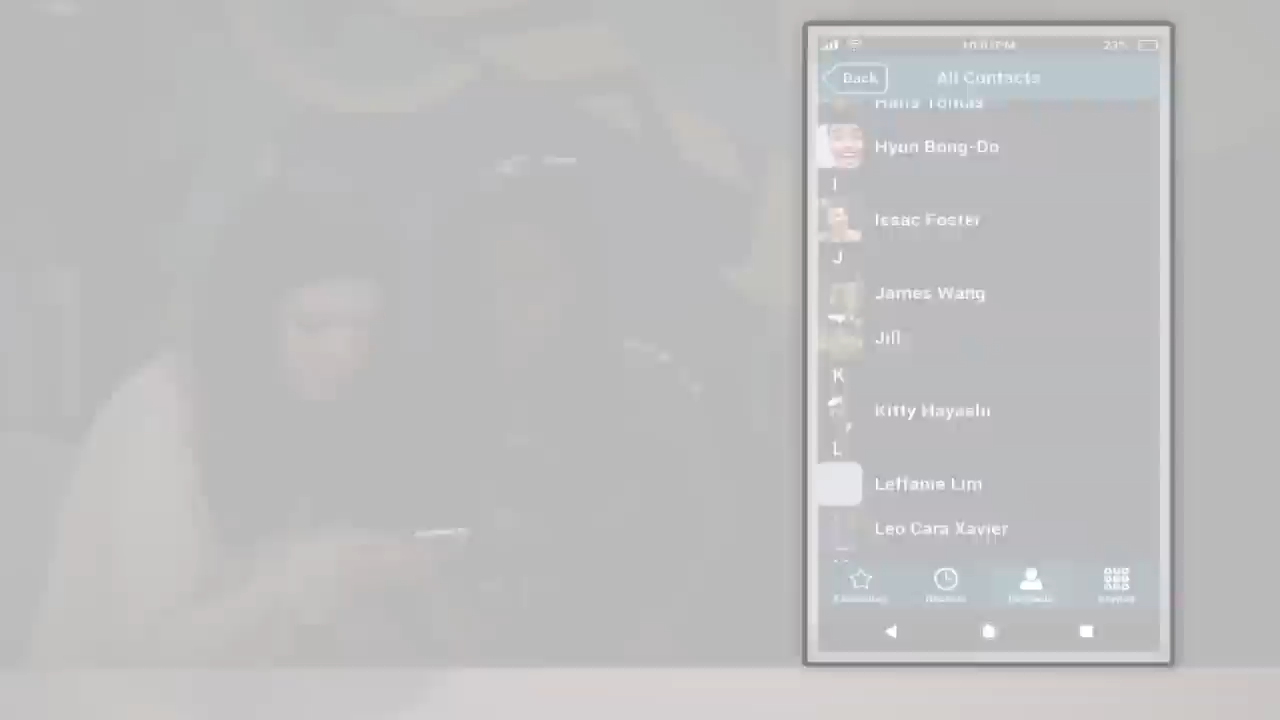 Back
All Contacts
Hyun Bong-Do
I
Issac Foster
J
James Wang
Jill
K
Kitty Hayashi
L
Leffanie Lim
Leo Cara Xavier